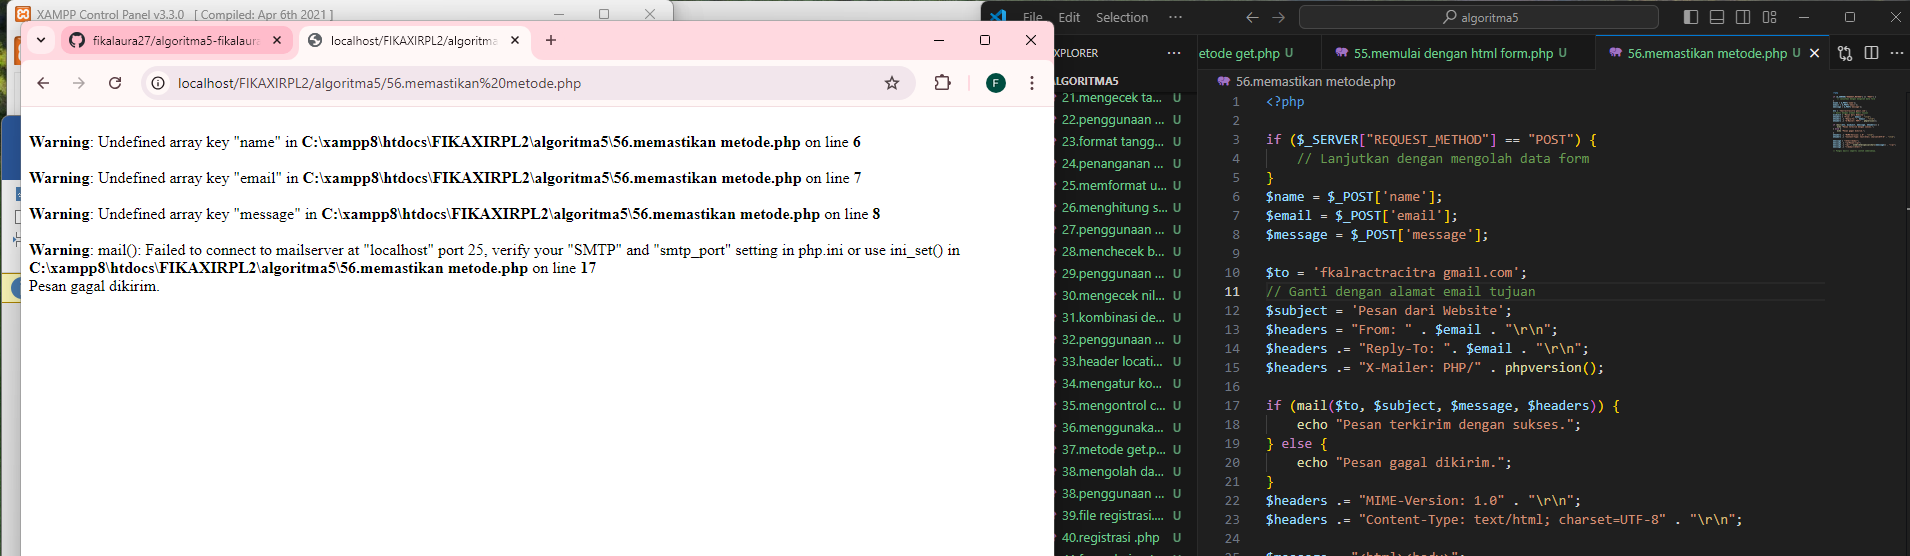 XAMPP Control Panel v3.3.0 [ Compiled: Apr 6th 2021 ]
fikalaura27/algoritma5-fikalaura
localhost/FIKAXIRPL2/algoritma
localhost/FIKAXIRPL2/algoritma5/56.memastikan%20metode.php
F
Warning: Undefined array key "name" in C:\xampp8\htdocs\FIKAXIRPL2\algoritma5\56.memastikan metode.php on line 6
Warning: Undefined array key "email" in C:\xampp8\htdocs\FIKAXIRPL2\algoritma5\56.memastikan metode.php on line 7
Warning: Undefined array key "message" in C:\xampp8\htdocs\FIKAXIRPL2\algoritma5\56.memastikan metode.php on line 8
Warning: mail(): Failed to connect to mailserver at "localhost" port 25, verify your "SMTP" and "smtp_port" setting in php.ini or use ini_set() in
C:\xampp8\htdocs\FIKAXIRPL2\algoritma5\56.memastikan metode.php on line 17
Pesan gagal dikirim.
File Edit Selection ···
algoritma5
XPLORER ···
LGORITMA5
21.mengecek ta... U
22.penggunaan ... U
23.format tangg... U
24.penanganan ... U
25.memformat u... U
26.menghitung s... U
27.penggunaan ... U
28.menchecek b... U
29.penggunaan ... U
30.mengecek nil... U
31.kombinasi de... U
32.penggunaan ... U
33.header locati... U
34.mengatur ko... U
35.mengontrol c... U
36.menggunaka... U
37.metode get.p... U
38.mengolah da... U
38.penggunaan ... U
39.file registrasi.... U
40.registrasi .php U
etode get.php U
55.memulai dengan html form.php U
56.memastikan metode.php U
56.memastikan metode.php
1 <?php
2
3 if ($_SERVER["REQUEST_METHOD"] == "POST") {
4 // Lanjutkan dengan mengolah data form
5 }
6 $name = $_POST['name'];
7 $email = $_POST['email'];
8 $message = $_POST['message'];
9
10 $to = 'fkalractracitra gmail.com';
11 // Ganti dengan alamat email tujuan
12 $subject = 'Pesan dari Website';
13 $headers = "From: " . $email . "\r\n";
14 $headers .= "Reply-To: ". $email . "\r\n";
15 $headers .= "X-Mailer: PHP/" . phpversion();
16
17 if (mail($to, $subject, $message, $headers)) {
18 echo "Pesan terkirim dengan sukses.";
19 } else {
20 echo "Pesan gagal dikirim.";
21 }
22 $headers .= "MIME-Version: 1.0" . "\r\n";
23 $headers .= "Content-Type: text/html; charset=UTF-8" . "\r\n";
24